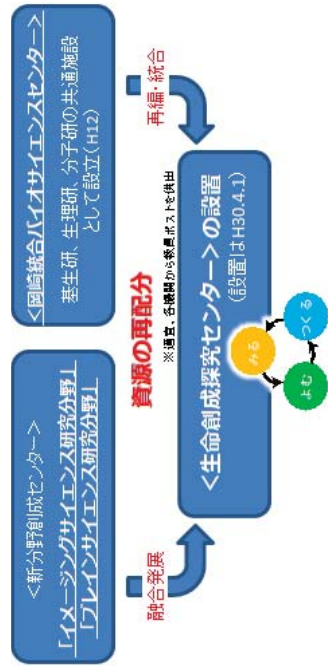 ＜新分野創成センター＞
「イメージングサイエンス研究分野」
「ブレインサイエンス研究分野」
＜岡崎統合バイオサイエンスセンター＞
基生研、生理研、分子研の共通施設
として設立（H12）
融合発展
資源の再配分
※適宜、各機関から教員ポストを供出
再編・統合
＜生命創成探究センター＞の設置
（設置はH30.4.1）
みる
よむ
つくる